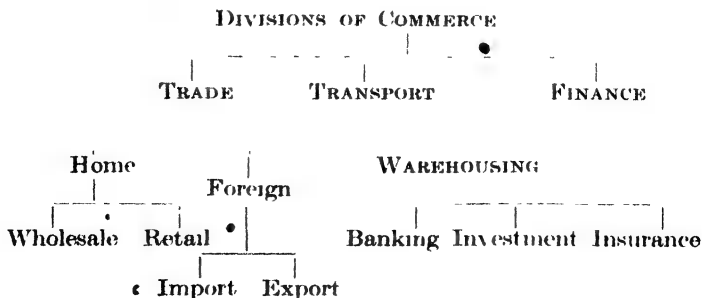 DIVISIONS OF COMMERCE
TRADE TRANSPORT FINANCE
Home WAREHOUSING
Foreign
Wholesale Retail Banking Investment Insurance
Import Export